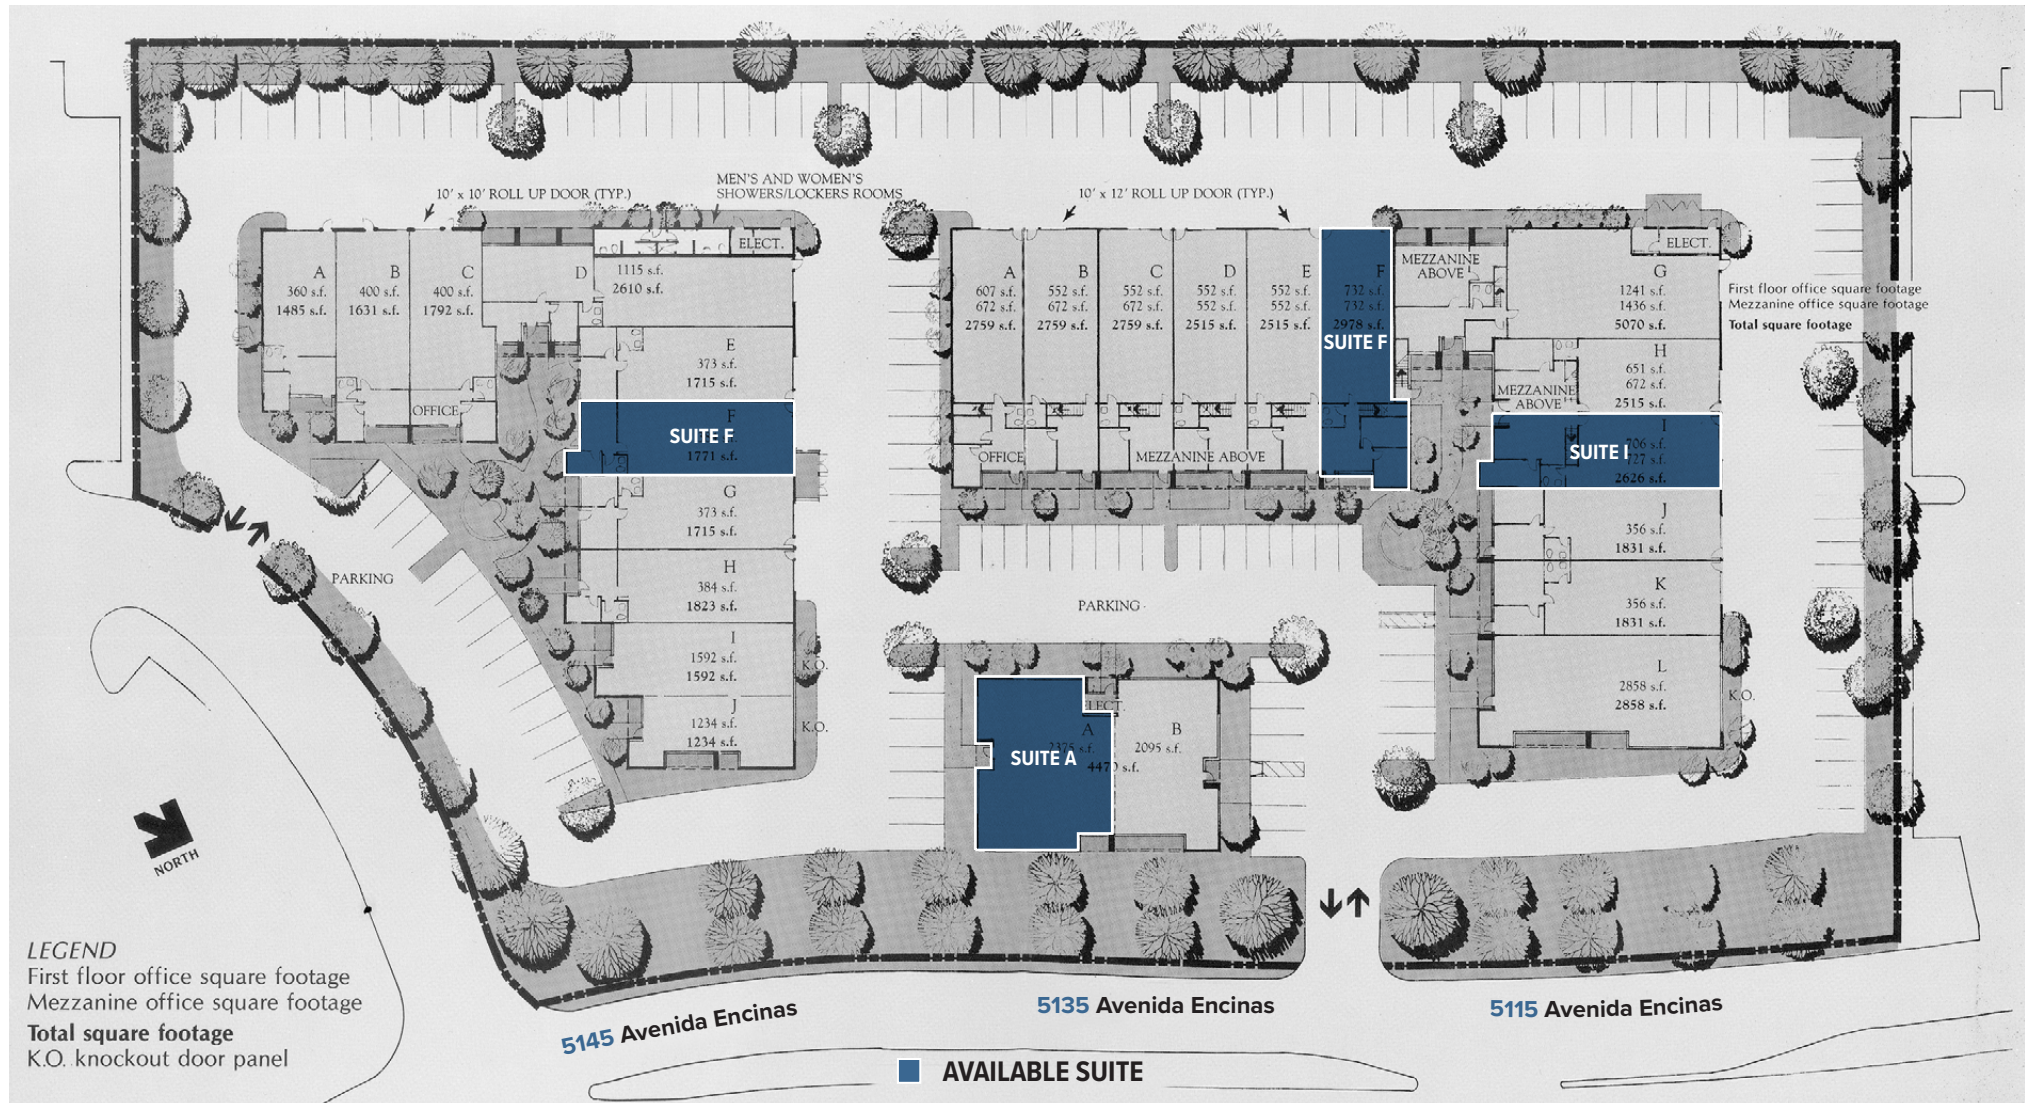 MEN'S AND WOMEN'S
SHOWERS/LOCKERS ROOMS
10' x 10' ROLL UP DOOR (TYP.)
10' x 12' ROLL UP DOOR (TYP.)
ELECT.
A
360 s.f.
1485 s.f.
B
400 s.f.
1631 s.f.
C
400 s.f.
1792 s.f.
D
1115 s.f.
2610 s.f.
OFFICE
E
373 s.f.
1715 s.f.
F
SUITE F
1771 s.f.
G
373 s.f.
1715 s.f.
H
384 s.f.
1823 s.f.
I
1592 s.f.
1592 s.f.
K.O.
J
1234 s.f.
1234 s.f.
K.O.
PARKING
A
607 s.f.
672 s.f.
2759 s.f.
B
552 s.f.
672 s.f.
2759 s.f.
C
552 s.f.
672 s.f.
2759 s.f.
D
552 s.f.
552 s.f.
2515 s.f.
E
552 s.f.
552 s.f.
2515 s.f.
F
732 s.f.
732 s.f.
2978 s.f.
SUITE F
OFFICE
MEZZANINE ABOVE
MEZZANINE
ABOVE
ELECT.
G
1241 s.f.
1436 s.f.
5070 s.f.
First floor office square footage
Mezzanine office square footage
Total square footage
H
651 s.f.
672 s.f.
2515 s.f.
MEZZANINE
ABOVE
I
706 s.f.
727 s.f.
2626 s.f.
SUITE I
J
356 s.f.
1831 s.f.
K
356 s.f.
1831 s.f.
L
2858 s.f.
2858 s.f.
K.O.
PARKING
ELECT.
A
2375 s.f.
SUITE A
B
2095 s.f.
4470 s.f.
NORTH
LEGEND
First floor office square footage
Mezzanine office square footage
Total square footage
K.O. knockout door panel
5145 Avenida Encinas
5135 Avenida Encinas
5115 Avenida Encinas
AVAILABLE SUITE